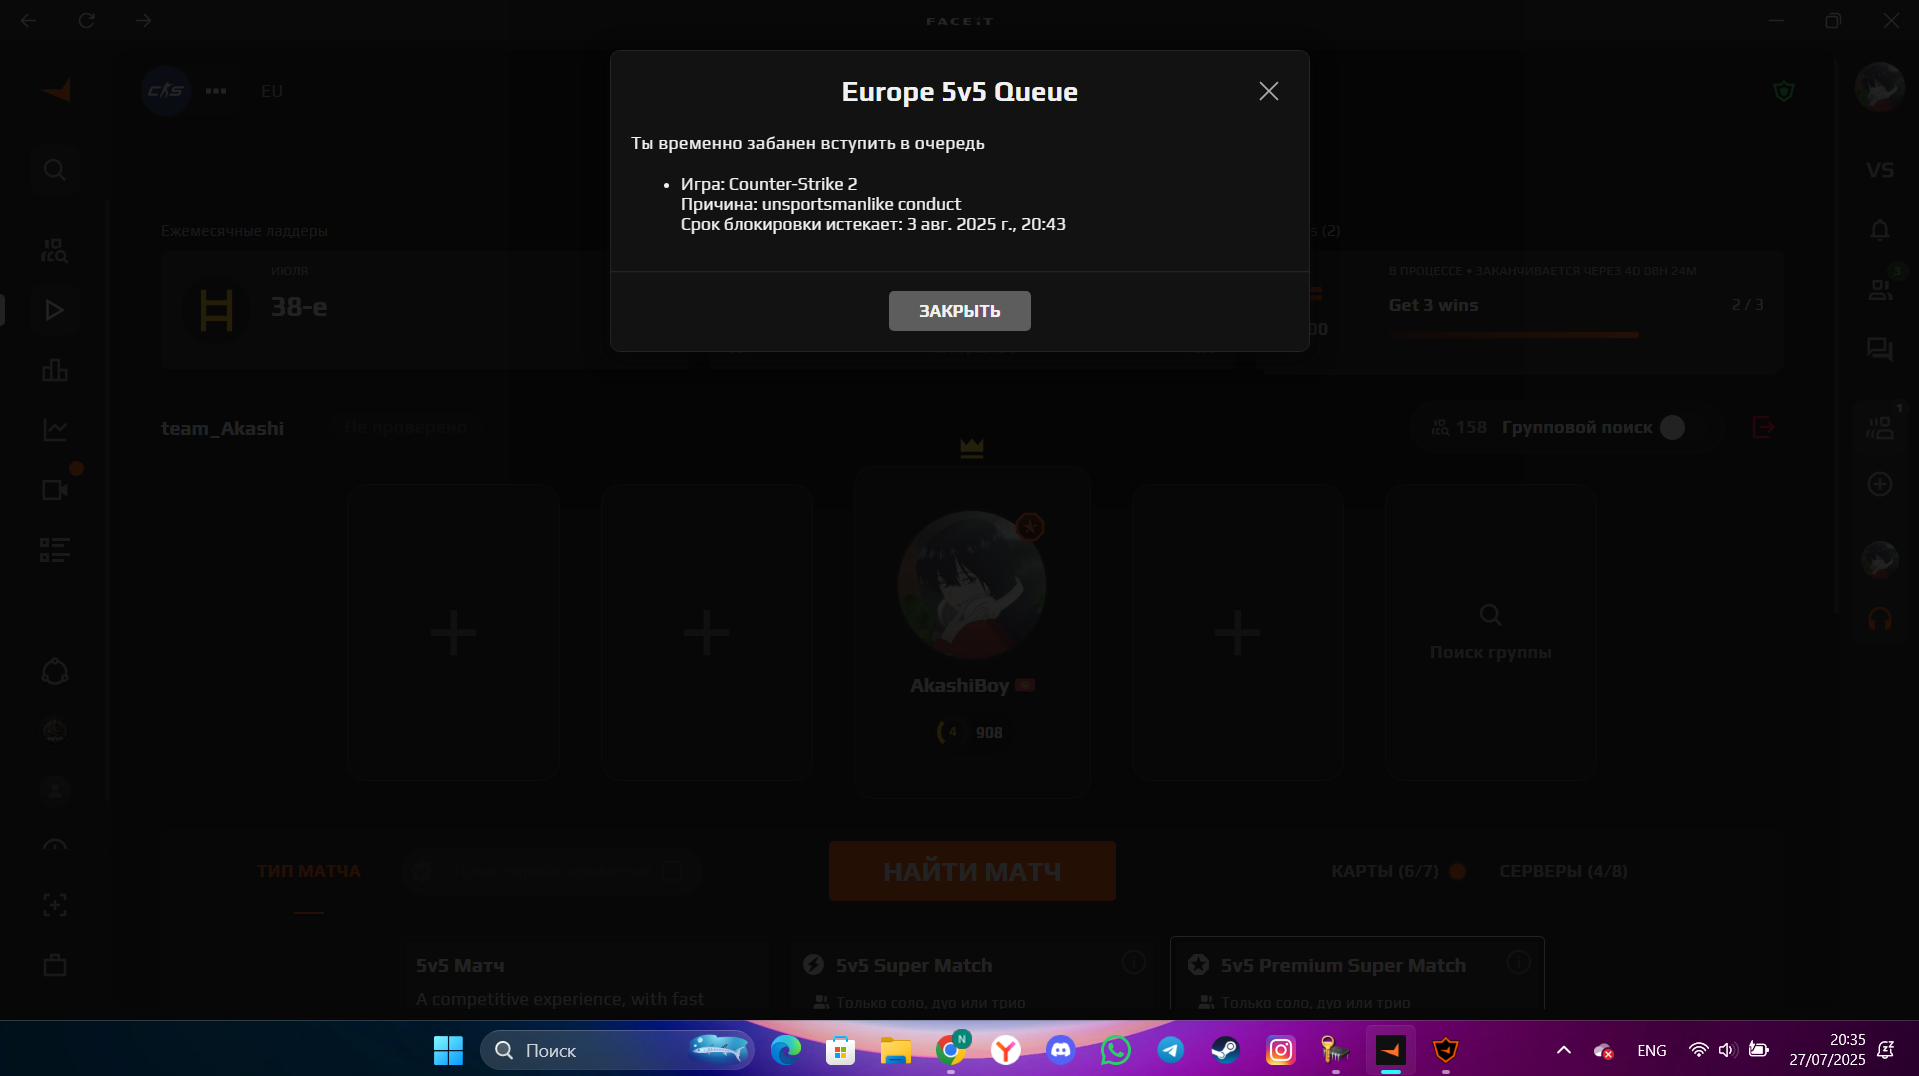 FACEIT
EU
Europe 5v5 Queue
Ты временно забанен вступить в очередь
Игра: Counter-Strike 2
Причина: unsportsmanlike conduct
Срок блокировки истекает: 3 авг. 2025 г., 20:43
ЗАКРЫТЬ
VS
Ежемесячные ладдеры
ИЮЛЯ
38-е
(2)
В ПРОЦЕССЕ • ЗАКАНЧИВАЕТСЯ ЧЕРЕЗ 4D 08H 24M
Get 3 wins
2 / 3
3
team_Akashi
Не проверено
158
Групповой поиск
1
AkashiBoy
4
908
Поиск группы
ТИП МАТЧА
НАЙТИ МАТЧ
КАРТЫ (6/7)
СЕРВЕРЫ (4/8)
5v5 Матч
A competitive experience, with fast
5v5 Super Match
Только соло, дуо или трио
5v5 Premium Super Match
Только соло, дуо или трио
Поиск
N
ENG
20:35
27/07/2025